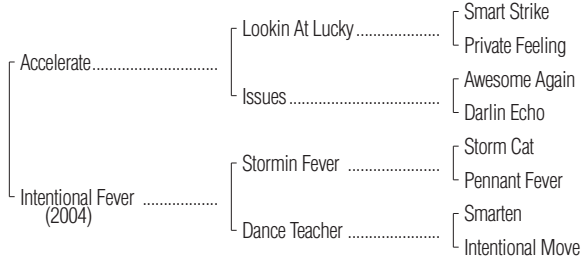 Smart Strike
Lookin At Lucky ....................
Private Feeling
Accelerate..............................
Awesome Again
Issues ....................................
Darlin Echo
Storm Cat
Stormin Fever ......................
Pennant Fever
Intentional Fever ..................
(2004)
Smarten
Dance Teacher ......................
Intentional Move